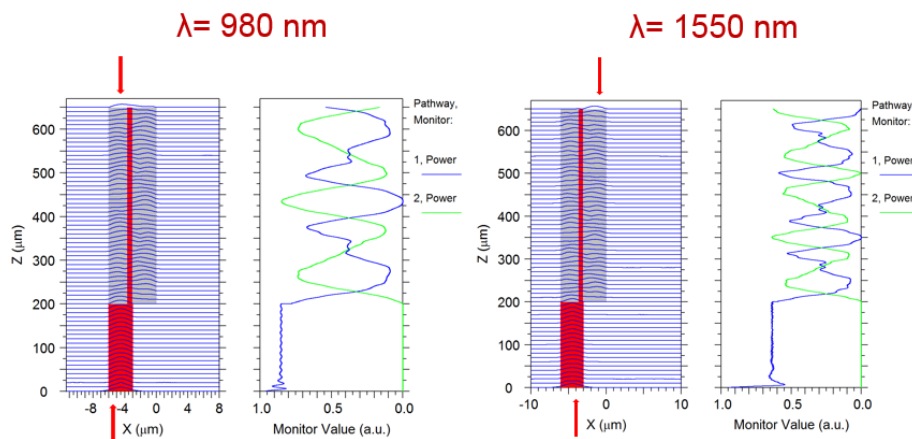 λ= 980 nm
λ= 1550 nm
Z (μm)
600
500
400
300
200
100
0
-8
-4
0
4
8
X (μm)
1.0
0.5
0.0
Monitor Value (a.u.)
Pathway,
Monitor:
1, Power
2, Power
Z (μm)
600
500
400
300
200
100
0
-10
0
10
X (μm)
1.0
0.5
0.0
Monitor Value (a.u.)
Pathway
Monitor:
1, Power
2, Power